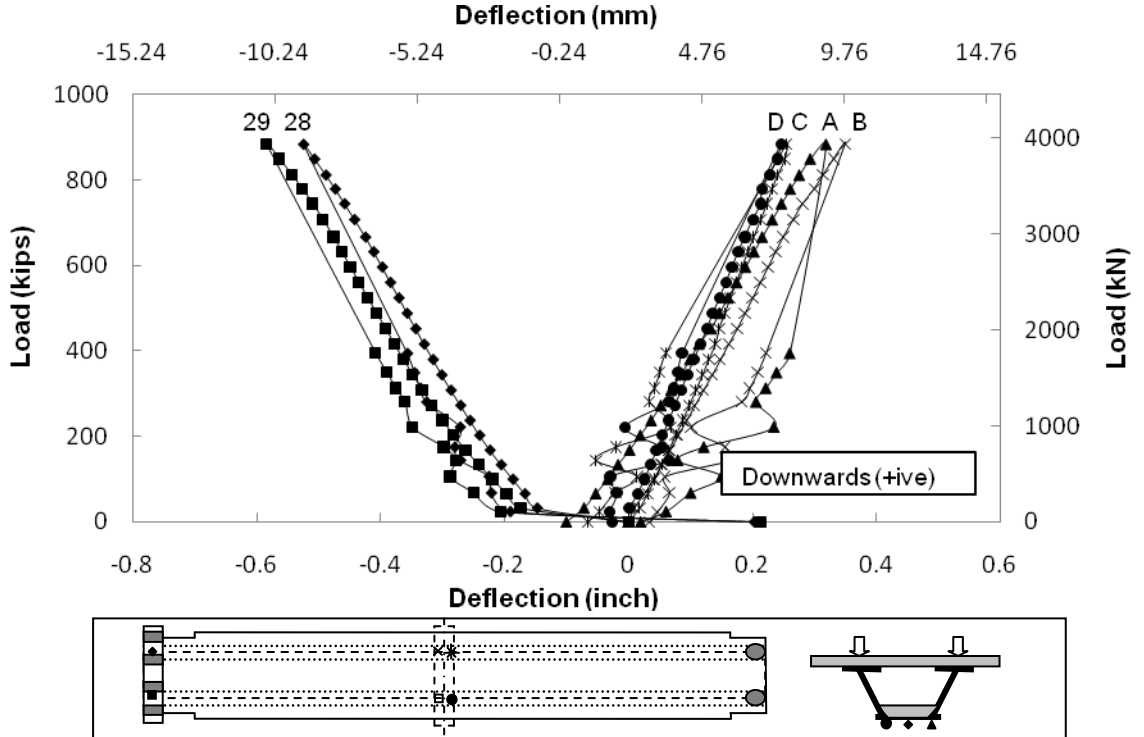 Deflection (mm)
-15.24 -10.24 -5.24 -0.24 4.76 9.76 14.76
1000
800
600
400
200
0
Load (kips)
29 28 D C A B
4000
3000
2000
1000
0
Load (kN)
Downwards (+ive)
-0.8 -0.6 -0.4 -0.2 0 0.2 0.4 0.6
Deflection (inch)